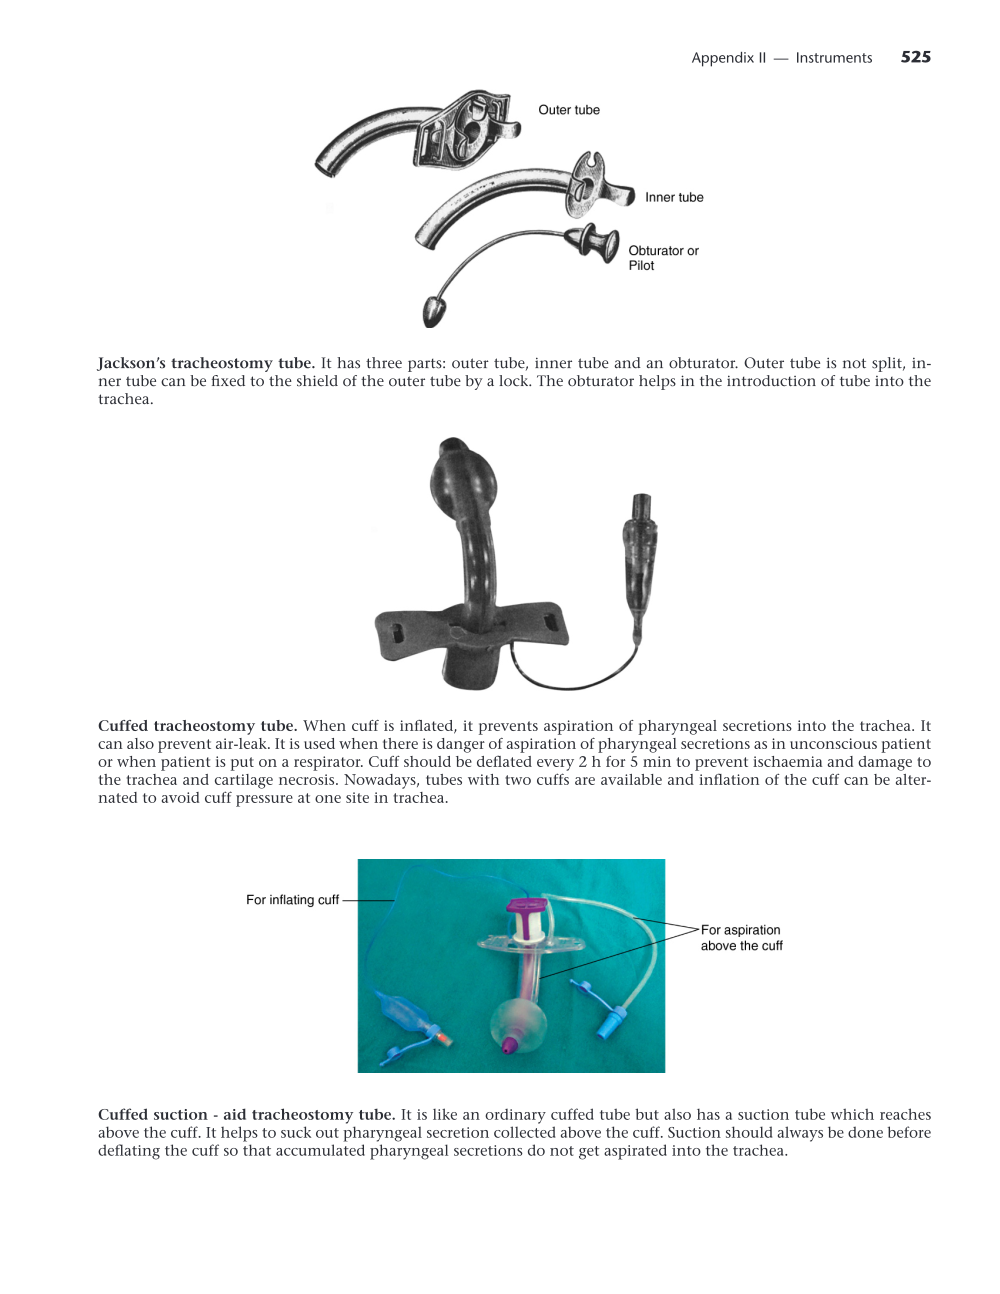 Appendix II — Instruments 525
Outer tube
Inner tube
Obturator or
Pilot
Jackson's tracheostomy tube. It has three parts: outer tube, inner tube and an obturator. Outer tube is not split, in-
ner tube can be fixed to the shield of the outer tube by a lock. The obturator helps in the introduction of tube into the
trachea.
Cuffed tracheostomy tube. When cuff is inflated, it prevents aspiration of pharyngeal secretions into the trachea. It
can also prevent air-leak. It is used when there is danger of aspiration of pharyngeal secretions as in unconscious patient
or when patient is put on a respirator. Cuff should be deflated every 2 h for 5 min to prevent ischaemia and damage to
the trachea and cartilage necrosis. Nowadays, tubes with two cuffs are available and inflation of the cuff can be alter-
nated to avoid cuff pressure at one site in trachea.
For inflating cuff
For aspiration
above the cuff
Cuffed suction - aid tracheostomy tube. It is like an ordinary cuffed tube but also has a suction tube which reaches
above the cuff. It helps to suck out pharyngeal secretion collected above the cuff. Suction should always be done before
deflating the cuff so that accumulated pharyngeal secretions do not get aspirated into the trachea.